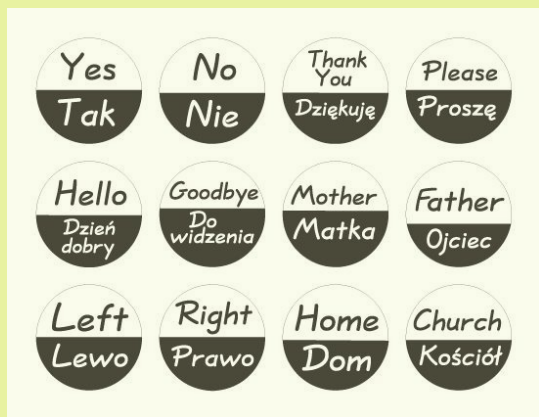 Yes
Tak
No
Nie
Thank
You
Dziękuję
Please
Proszę
Hello
Dzień
dobry
Goodbye
Do
widzenia
Mother
Matka
Father
Ojciec
Left
Lewo
Right
Prawo
Home
Dom
Church
Kościół